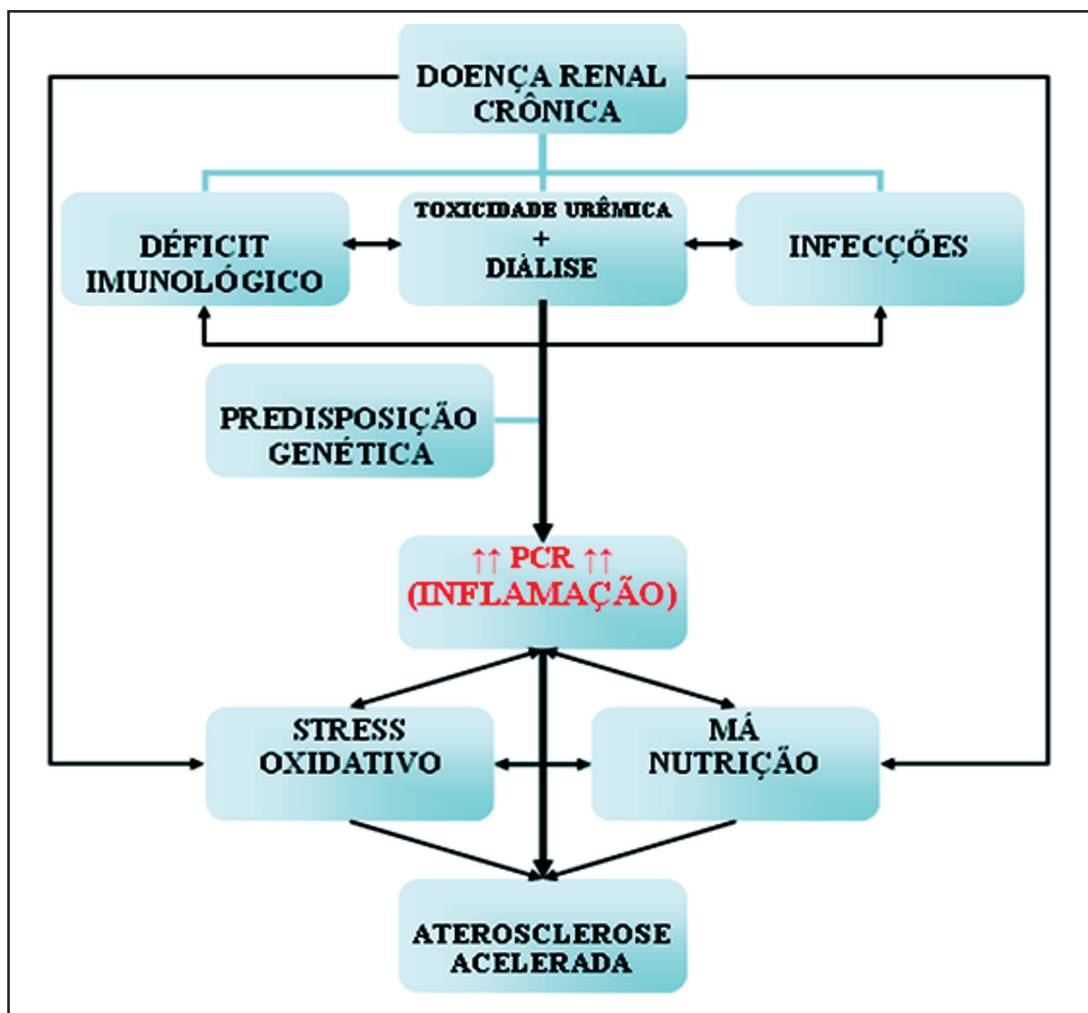 DOENÇA RENAL
CRÔNICA
DÉFICIT
IMUNOLÓGICO
TOXICIDADE URÊMICA
+
DIÁLISE
INFECÇÕES
PREDISPOSIÇÃO
GENÉTICA
↑↑ PCR ↑↑
(INFLAMAÇÃO)
STRESS
OXIDATIVO
MÁ
NUTRIÇÃO
ATEROSCLEROSE
ACELERADA